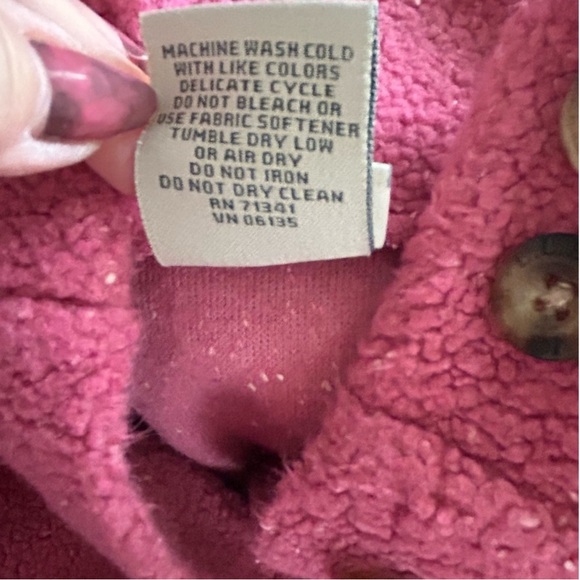 MACHINE WASH COLD
WITH LIKE COLORS
DELICATE CYCLE
DO NOT BLEACH OR
USE FABRIC SOFTENER
TUMBLE DRY LOW
OR AIR DRY
DO NOT IRON
DO NOT DRY CLEAN
RN 71341
VN 06135